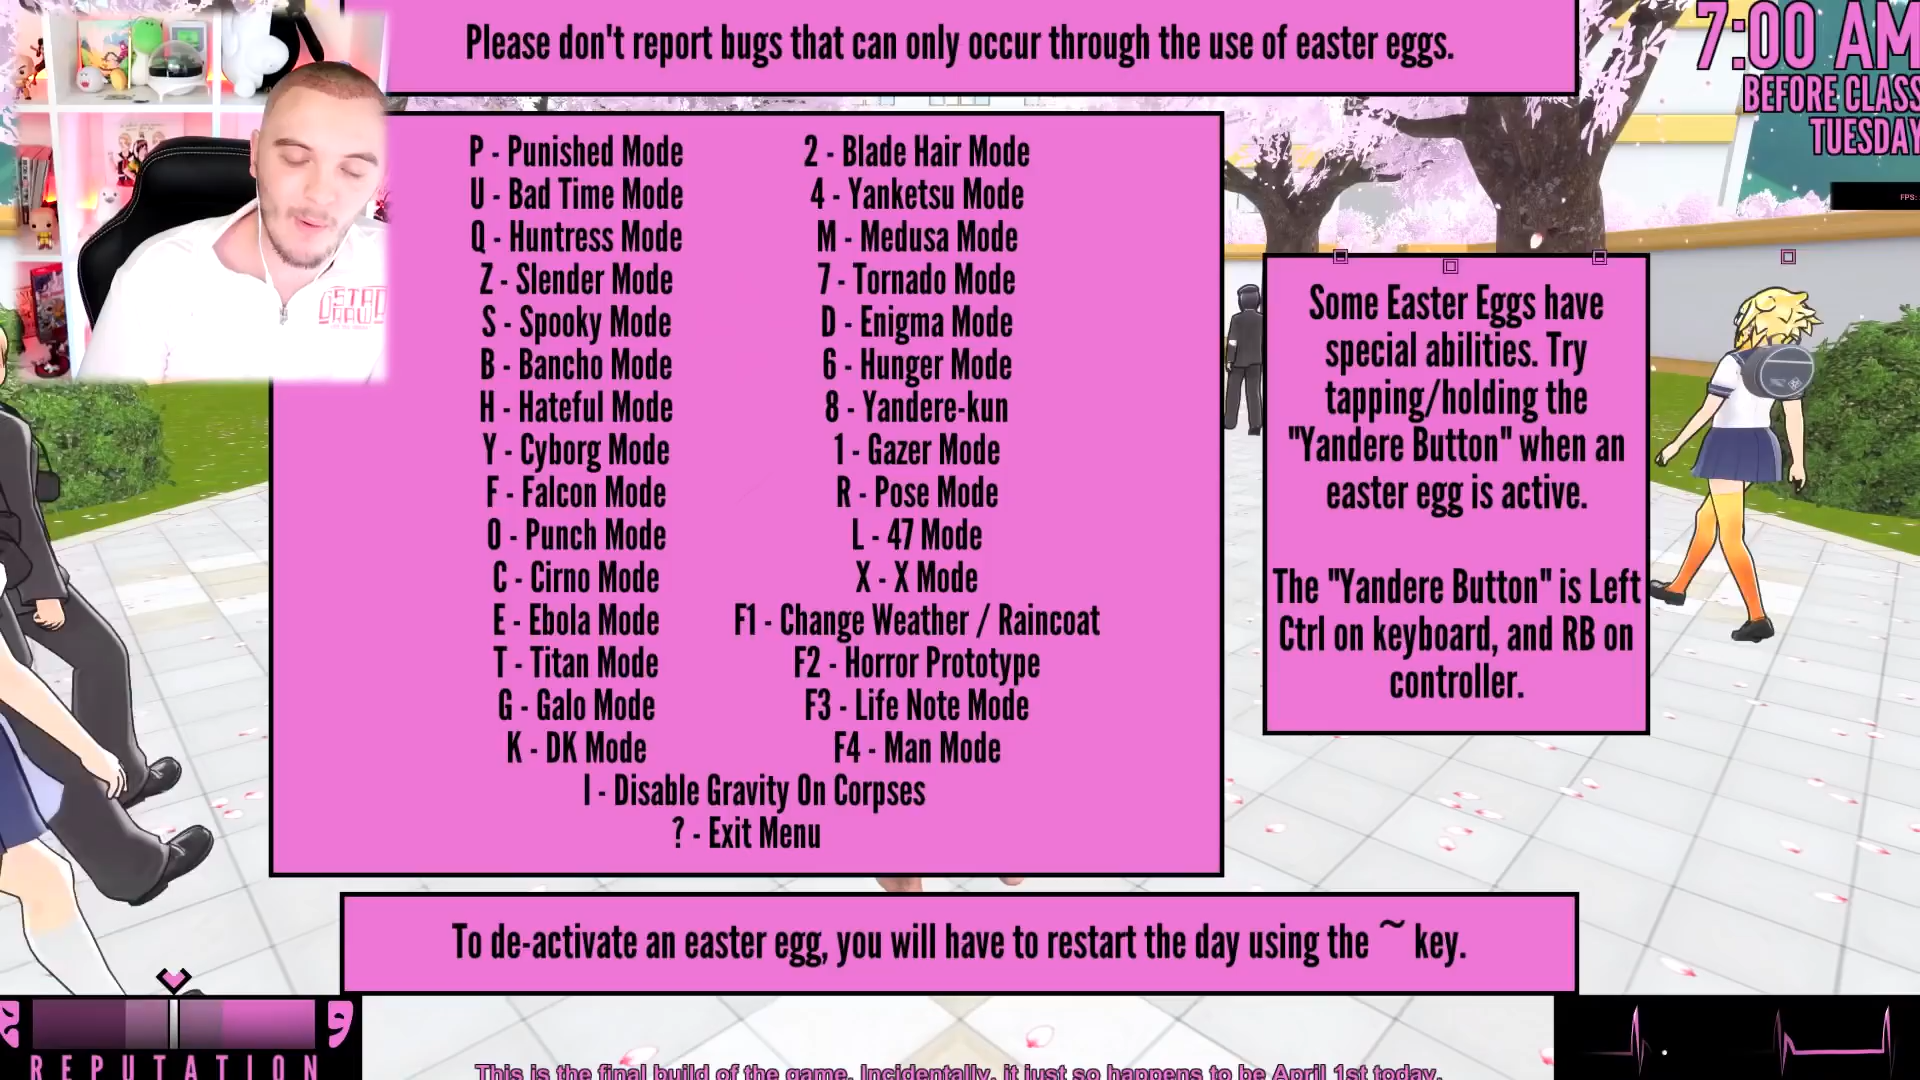 Please don't report bugs that can only occur through the use of easter eggs.
7:00 AM
BEFORE CLASS
TUESDAY
FPS:
P - Punished Mode
U - Bad Time Mode
Q - Huntress Mode
Z - Slender Mode
S - Spooky Mode
B - Bancho Mode
H - Hateful Mode
Y - Cyborg Mode
F - Falcon Mode
O - Punch Mode
C - Cirno Mode
E - Ebola Mode
T - Titan Mode
G - Galo Mode
K - DK Mode
2 - Blade Hair Mode
4 - Yanketsu Mode
M - Medusa Mode
7 - Tornado Mode
D - Enigma Mode
6 - Hunger Mode
8 - Yandere-kun
1 - Gazer Mode
R - Pose Mode
L - 47 Mode
X - X Mode
F1 - Change Weather / Raincoat
F2 - Horror Prototype
F3 - Life Note Mode
F4 - Man Mode
I - Disable Gravity On Corpses
? - Exit Menu
Some Easter Eggs have
special abilities. Try
tapping/holding the
"Yandere Button" when an
easter egg is active.
The "Yandere Button" is Left
Ctrl on keyboard, and RB on
controller.
To de-activate an easter egg, you will have to restart the day using the ~ key.
REPUTATION
This is the final build of the game. Incidentally, it just so happens to be April 1st today.